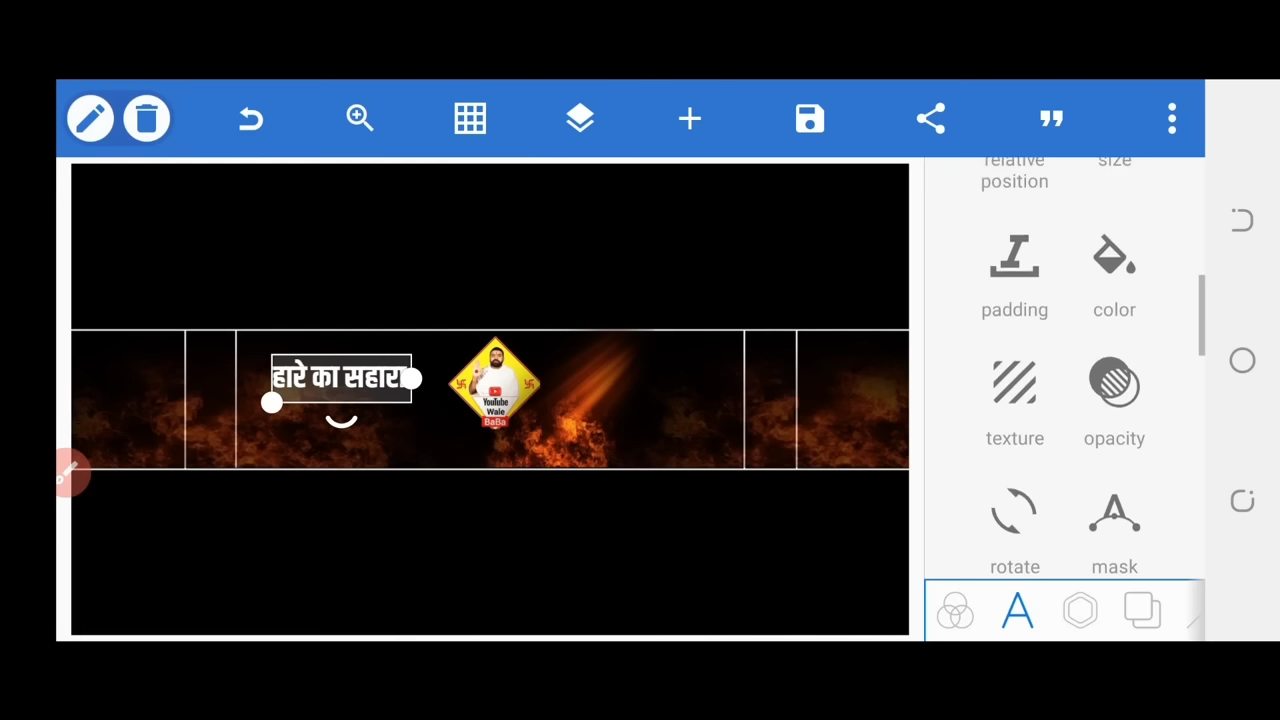 relative size
position
हारे का सहारा
padding color
YouTube
Wale
BaBa
texture opacity
rotate mask